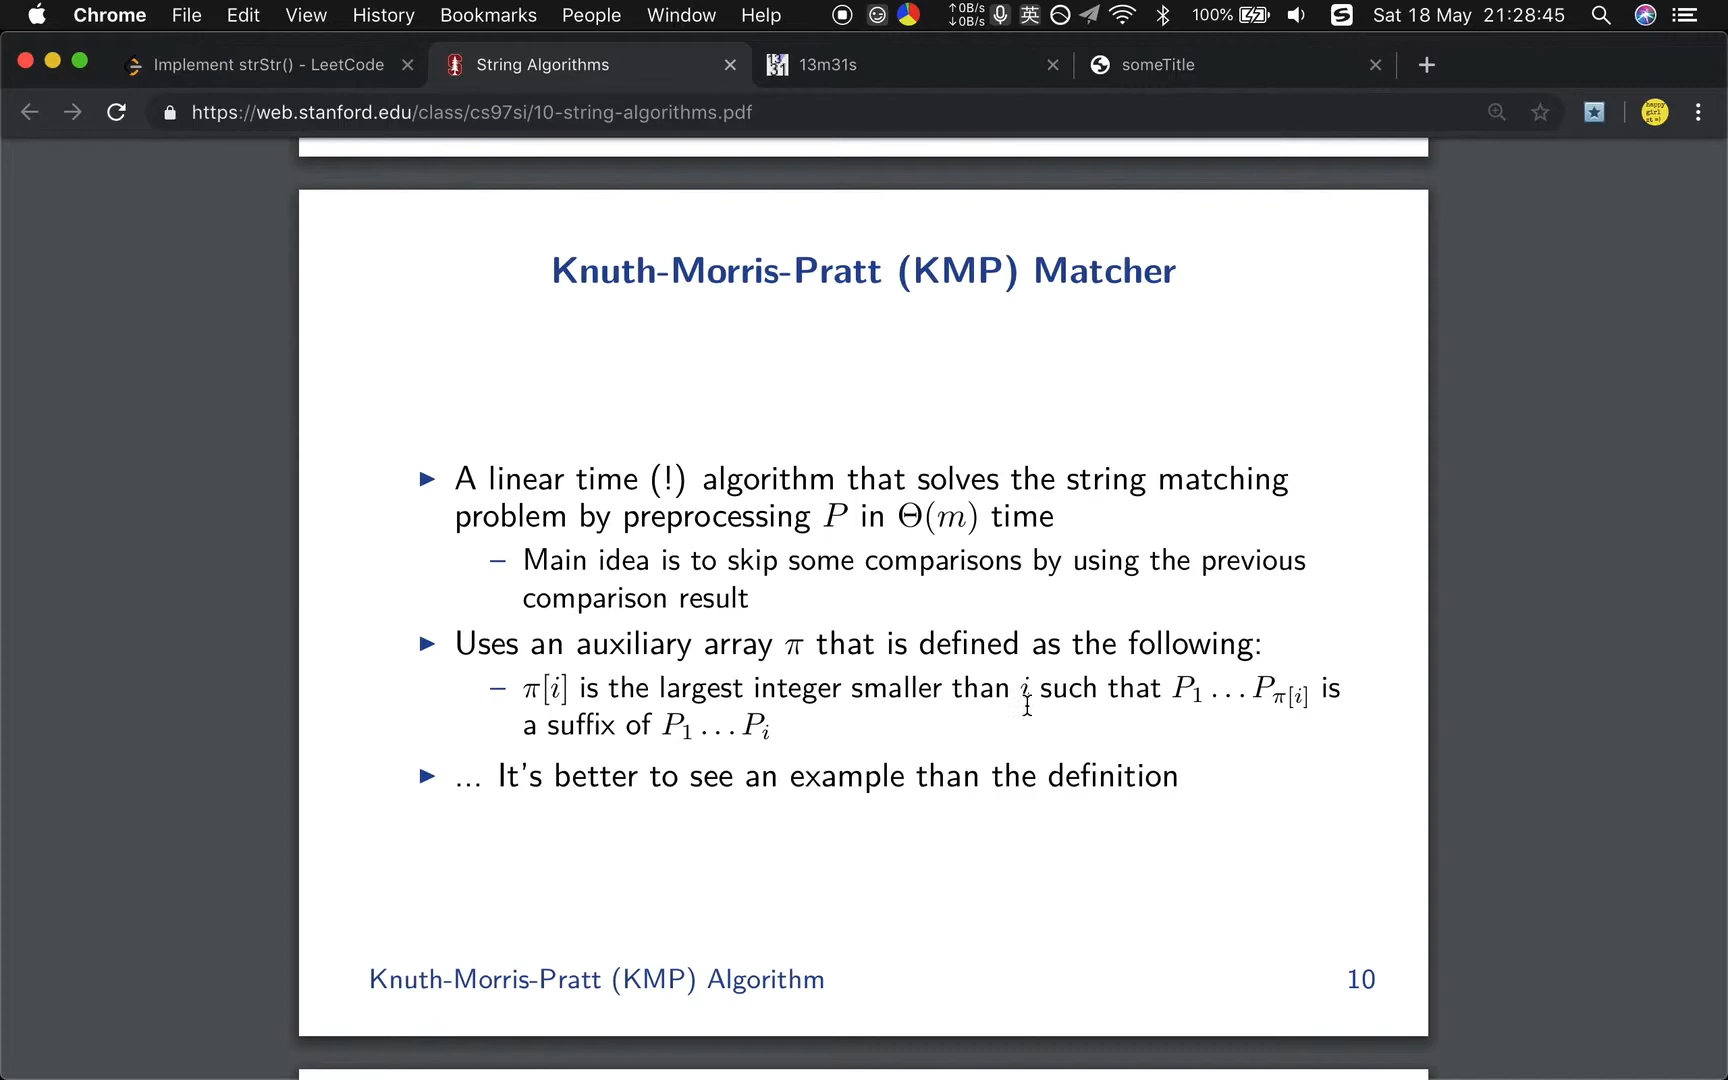 Chrome File Edit View History Bookmarks People Window Help ↑0B/s ↓0B/s 英 100% Sat 18 May 21:28:45
Implement strStr() - LeetCode String Algorithms 13m31s someTitle
https://web.stanford.edu/class/cs97si/10-string-algorithms.pdf
Knuth-Morris-Pratt (KMP) Matcher
▶ A linear time (!) algorithm that solves the string matching
problem by preprocessing P in Θ(m) time
– Main idea is to skip some comparisons by using the previous
comparison result
▶ Uses an auxiliary array π that is defined as the following:
– π[i] is the largest integer smaller than i such that P₁ . . . P_π[i] is
a suffix of P₁ . . . Pᵢ
▶ ... It's better to see an example than the definition
Knuth-Morris-Pratt (KMP) Algorithm 10